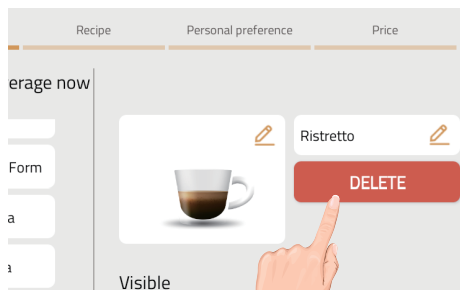 Recipe
Personal preference
Price
erage now
Ristretto
Form
DELETE
a
a
Visible